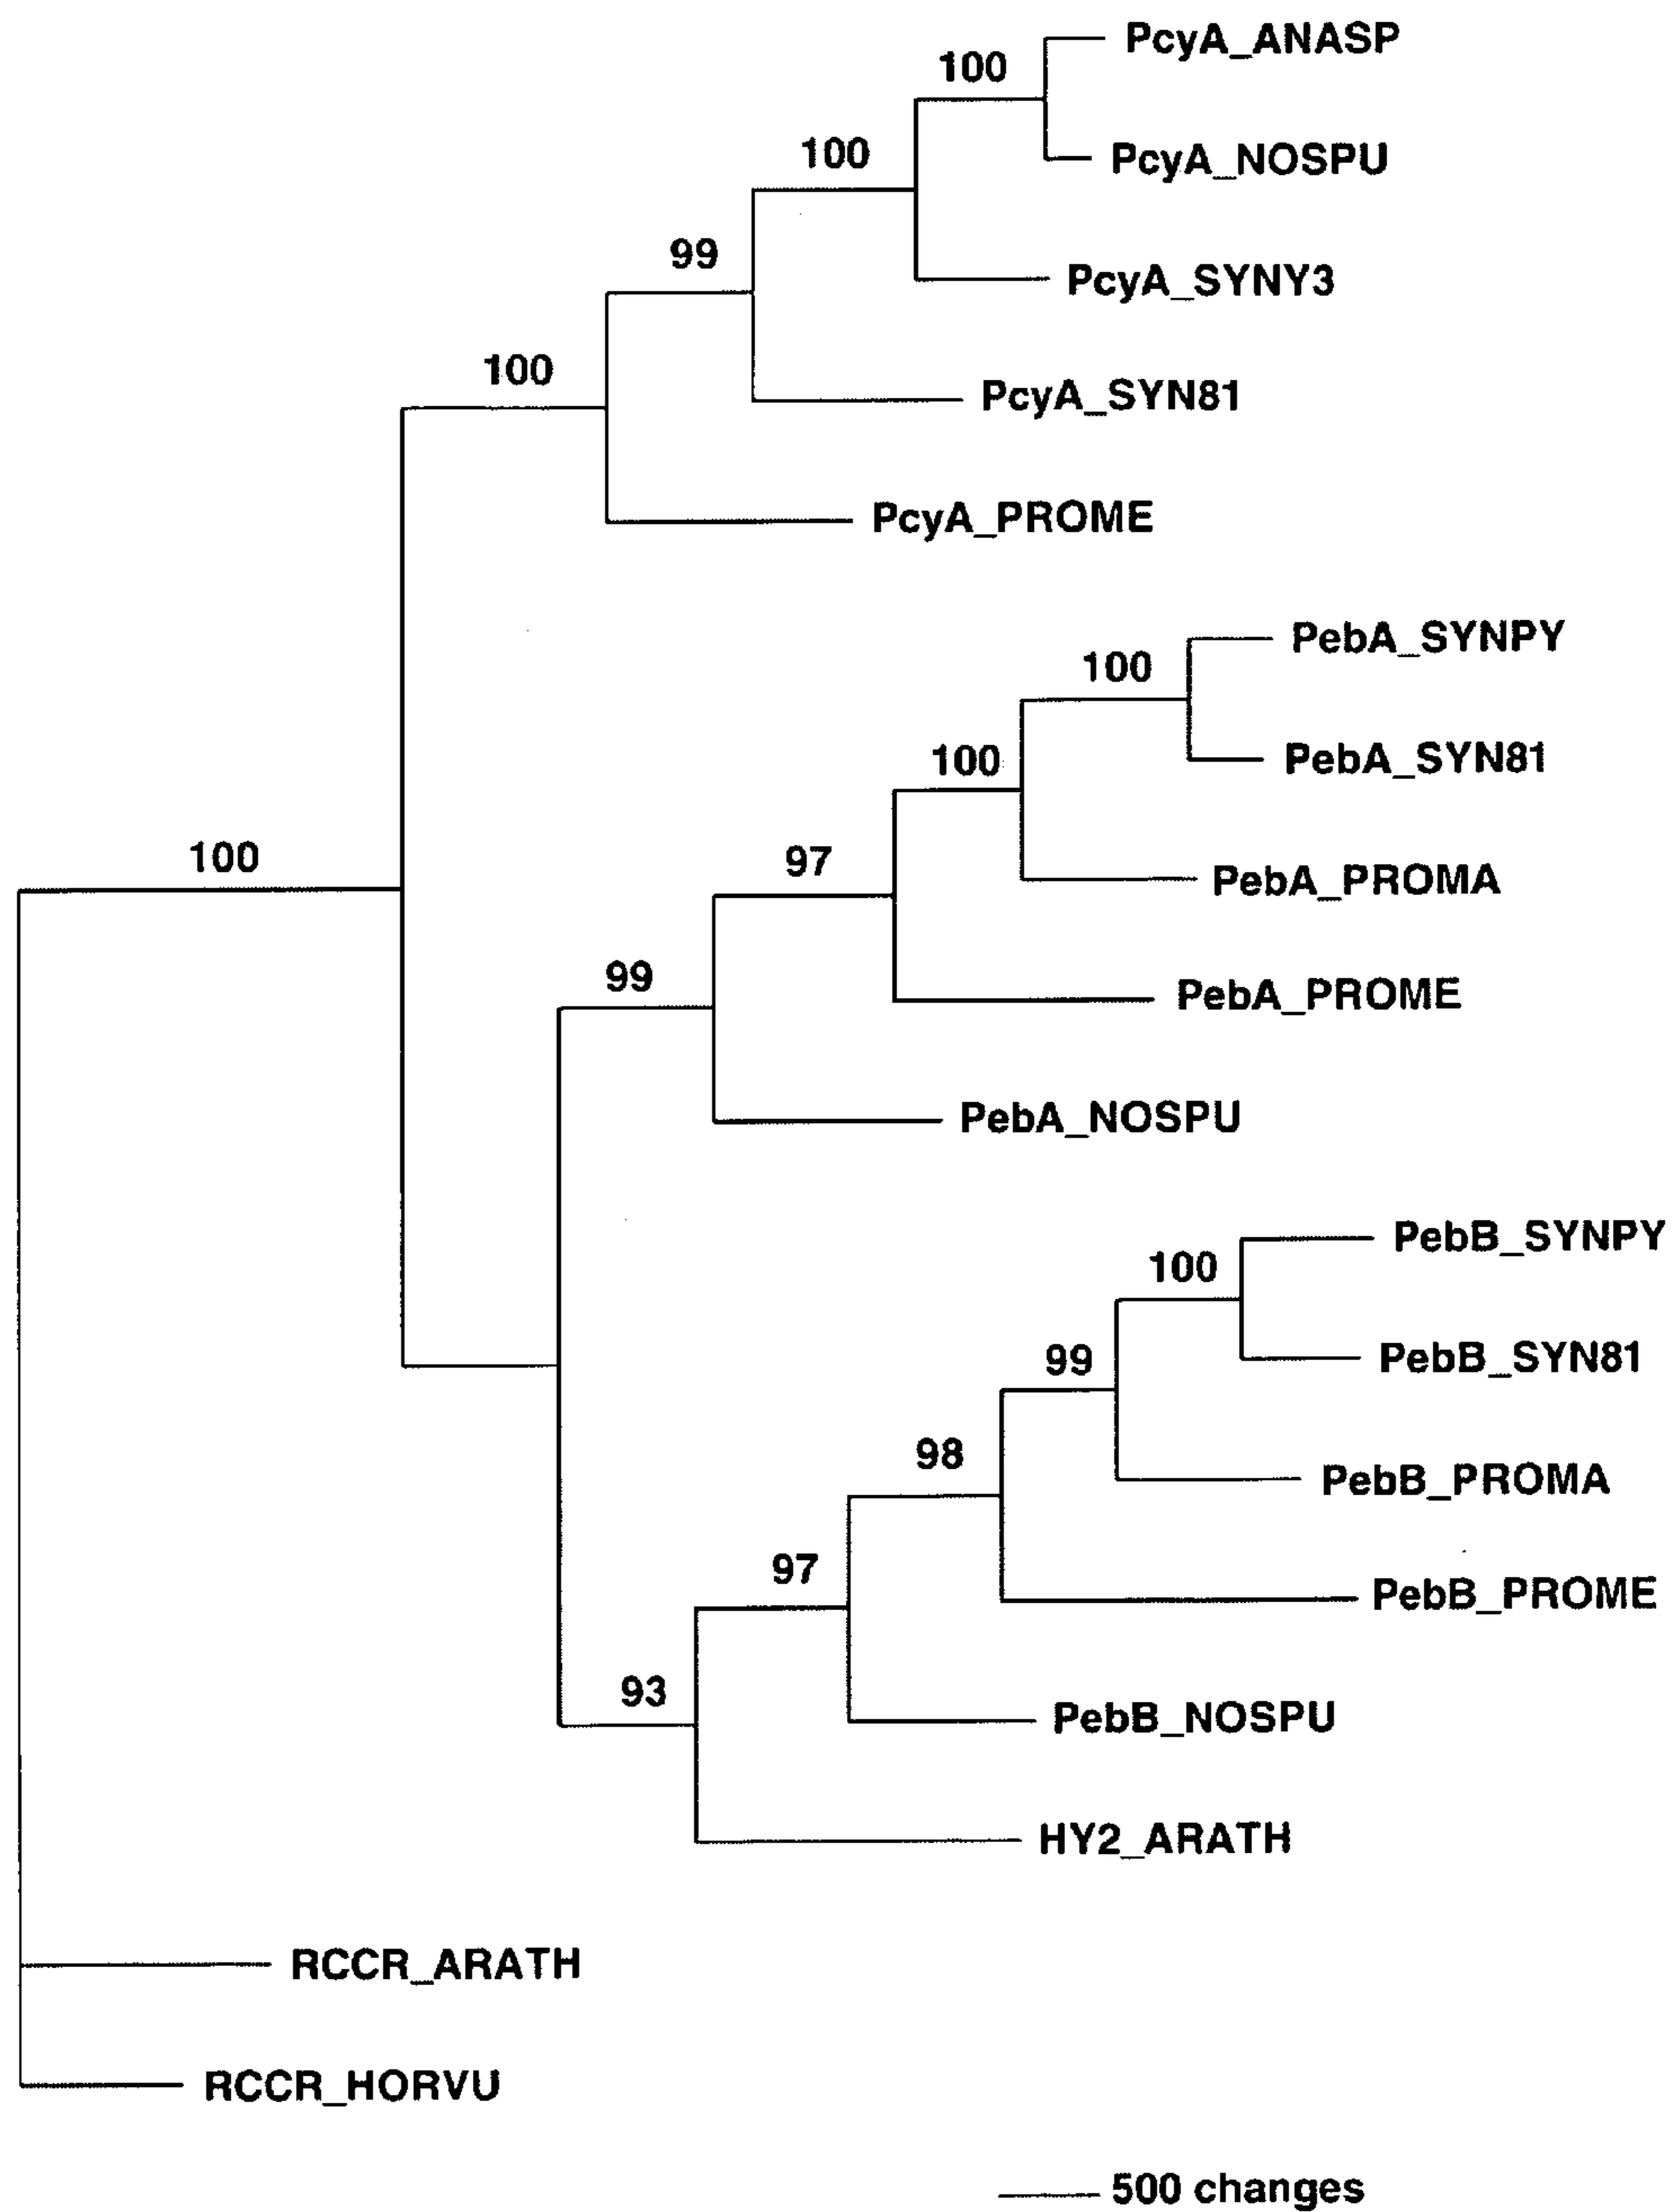 PcyA_ANASP
100
PcyA_NOSPU
100
99
PcyA_SYNY3
100
PcyA_SYN81
PcyA_PROME
PebA_SYNPY
100
100
PebA_SYN81
97
PebA_PROMA
100
99
PebA_PROME
PebA_NOSPU
PebB_SYNPY
100
99
PebB_SYN81
98
PebB_PROMA
97
PebB_PROME
93
PebB_NOSPU
HY2_ARATH
RCCR_ARATH
RCCR_HORVU
500 changes